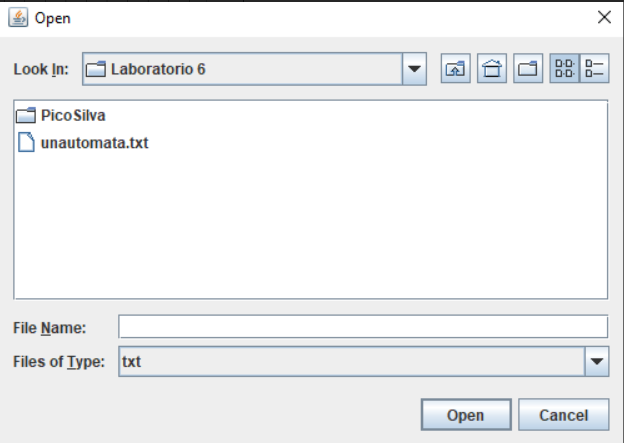 Open
Look In: Laboratorio 6
PicoSilva
unautomata.txt
File Name:
Files of Type: txt
Open Cancel